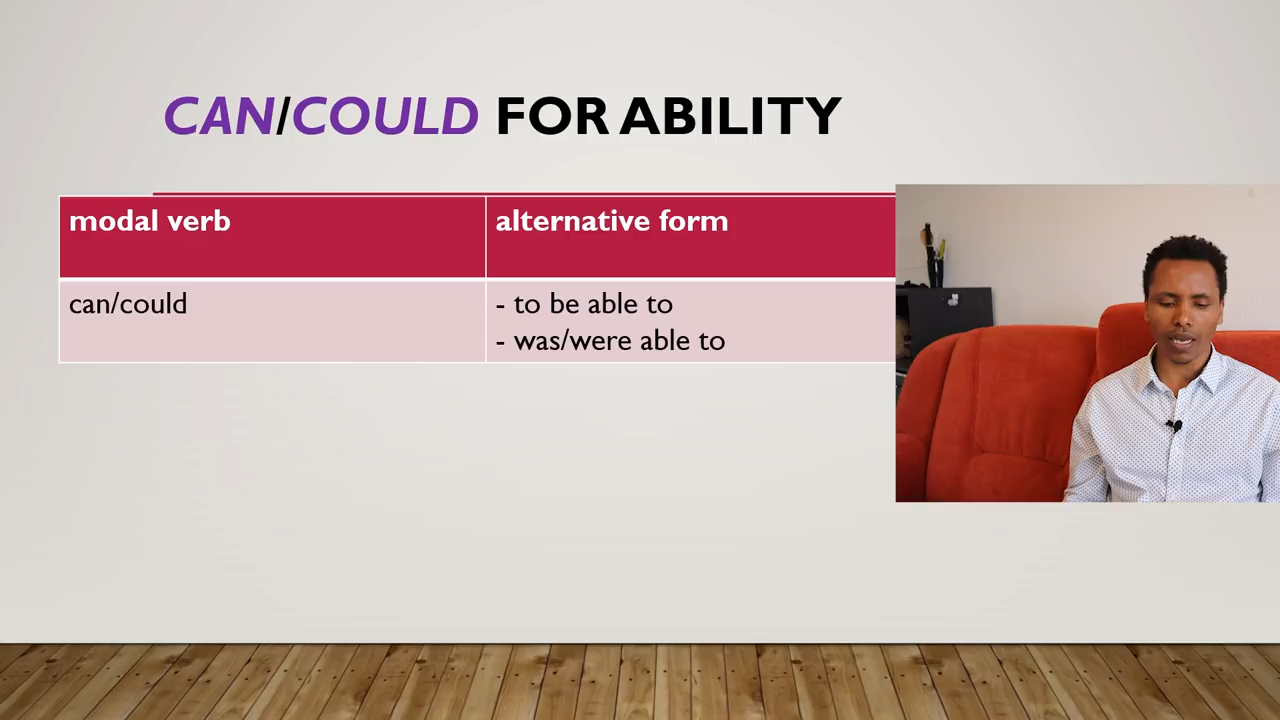 CAN/COULD FOR ABILITY
modal verb
alternative form
can/could
- to be able to
- was/were able to